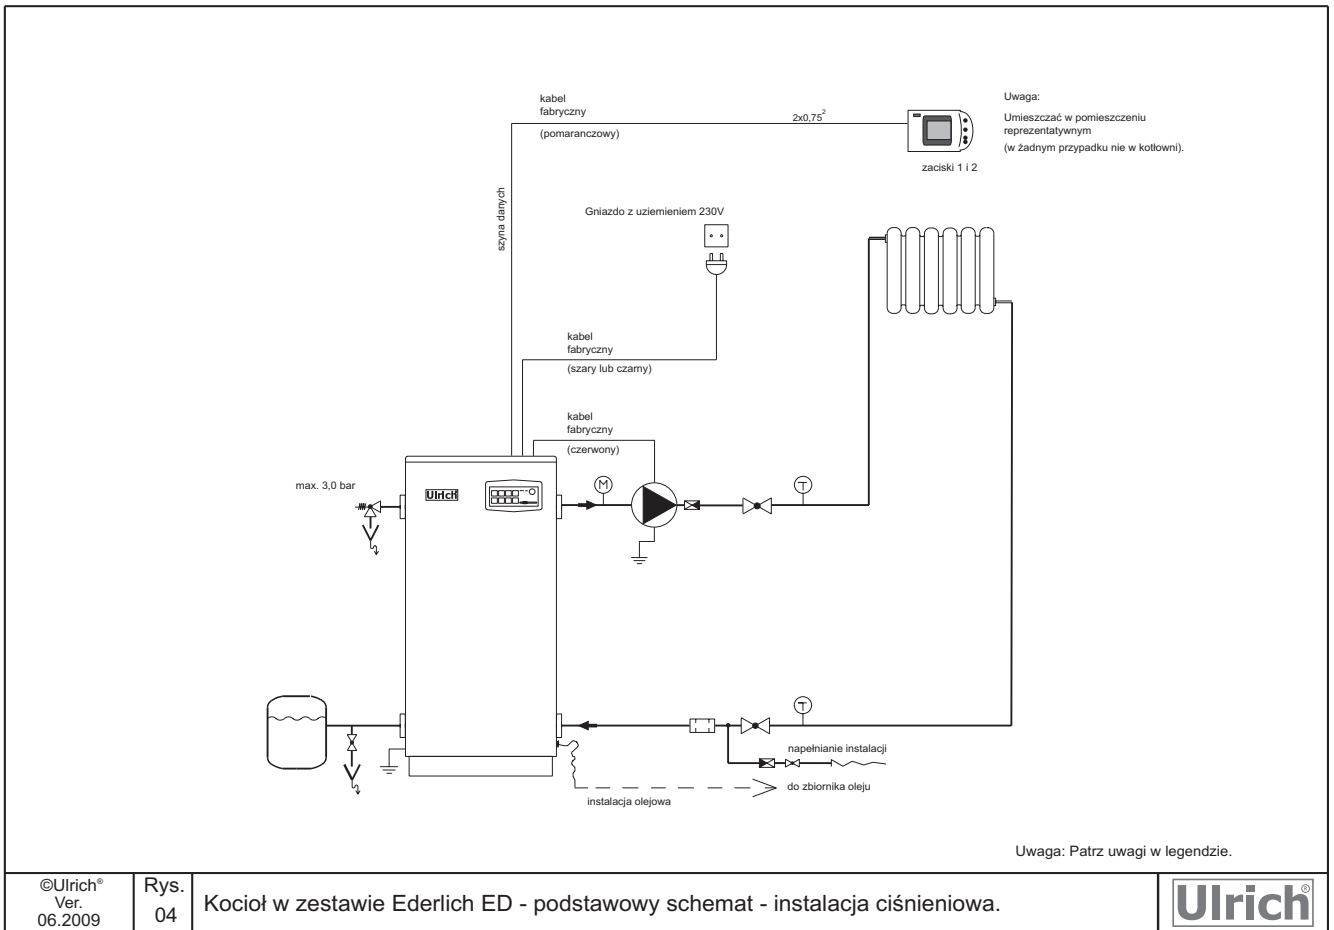 kabel
fabryczny
(pomaranczowy)
2x0,75²
Uwaga:
Umieszczać w pomieszczeniu
reprezentatywnym
(w żadnym przypadku nie w kotłowni).
zaciski 1 i 2
szyna danych
Gniazdo z uziemieniem 230V
kabel
fabryczny
(szary lub czarny)
kabel
fabryczny
(czerwony)
max. 3,0 bar
Ulrich
M
T
T
napełnianie instalacji
do zbiornika oleju
instalacja olejowa
Uwaga: Patrz uwagi w legendzie.
©Ulrich®
Ver.
06.2009
Rys.
04
Kocioł w zestawie Ederlich ED - podstawowy schemat - instalacja ciśnieniowa.
Ulrich®